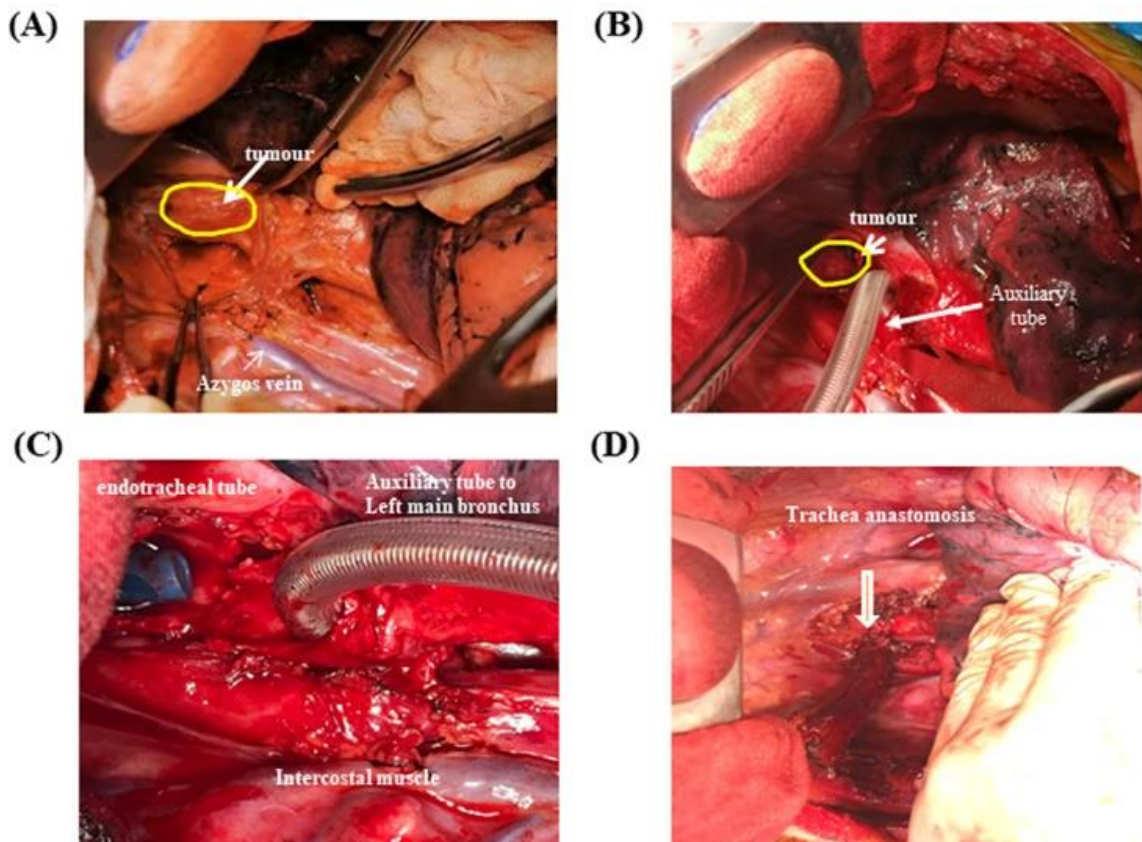 (A)
tumour
Azygos vein
(B)
tumour
Auxiliary
tube
(C)
endotracheal tube
Auxiliary tube to
Left main bronchus
Intercostal muscle
(D)
Trachea anastomosis